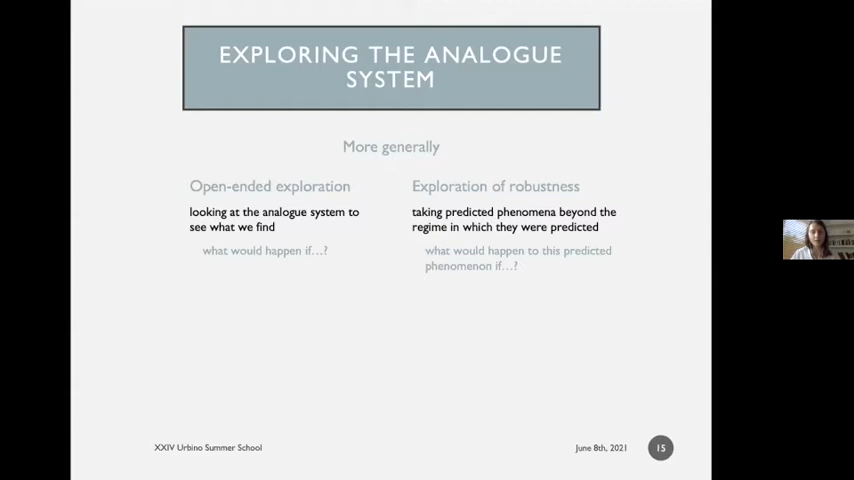 EXPLORING THE ANALOGUE
SYSTEM
More generally
Open-ended exploration
looking at the analogue system to
see what we find
what would happen if…?
Exploration of robustness
taking predicted phenomena beyond the
regime in which they were predicted
what would happen to this predicted
phenomenon if…?
XXIV Urbino Summer School
June 8th, 2021
15